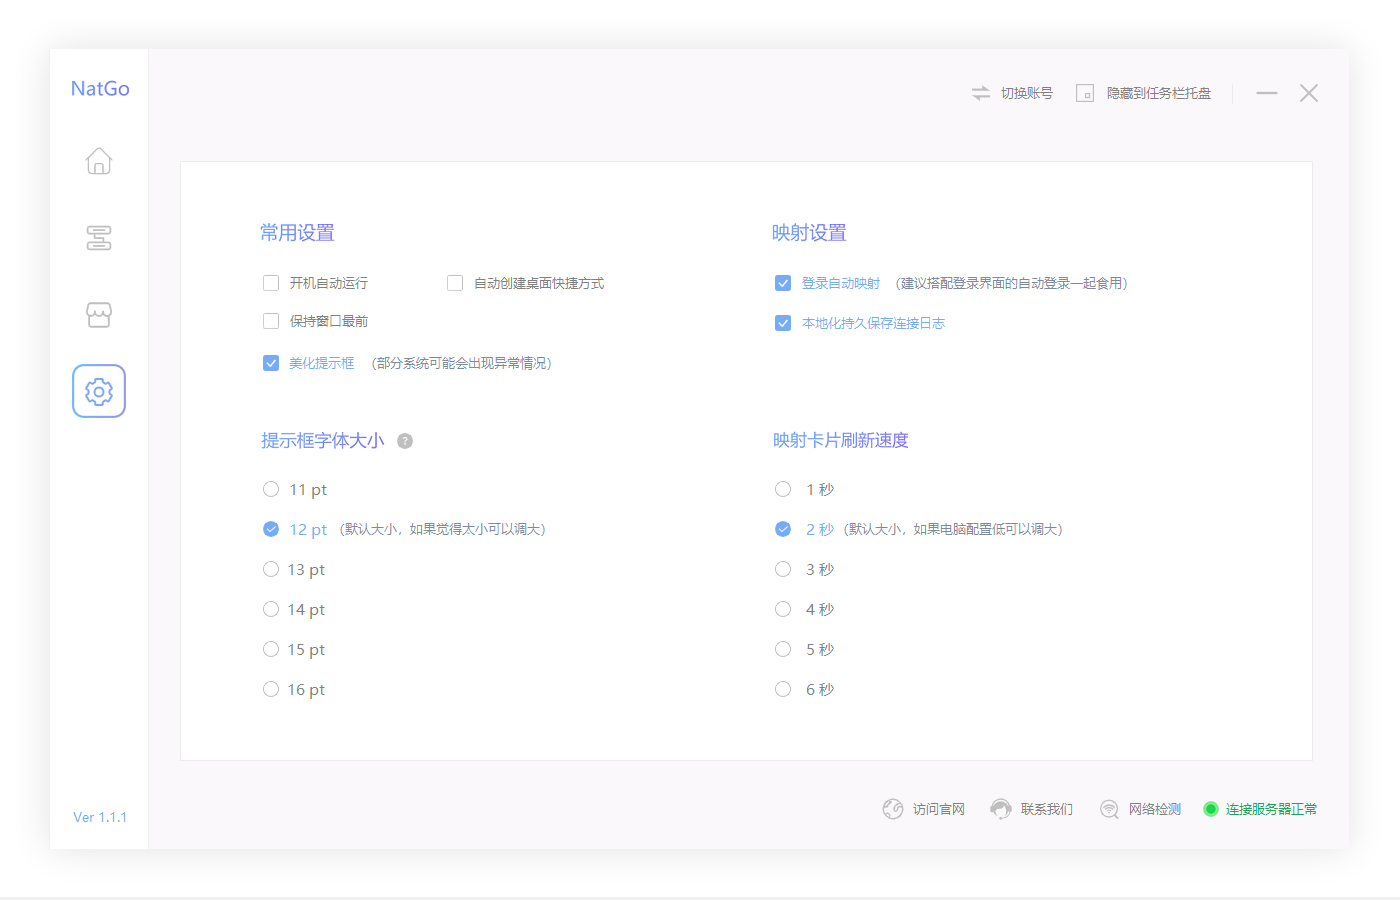 NatGo
切换账号
隐藏到任务栏托盘
常用设置
开机自动运行
自动创建桌面快捷方式
保持窗口最前
美化提示框 (部分系统可能会出现异常情况)
映射设置
登录自动映射 (建议搭配登录界面的自动登录一起食用)
本地化持久保存连接日志
提示框字体大小 ?
11 pt
12 pt (默认大小，如果觉得太小可以调大)
13 pt
14 pt
15 pt
16 pt
映射卡片刷新速度
1 秒
2 秒 (默认大小，如果电脑配置低可以调大)
3 秒
4 秒
5 秒
6 秒
Ver 1.1.1
访问官网
联系我们
网络检测
连接服务器正常